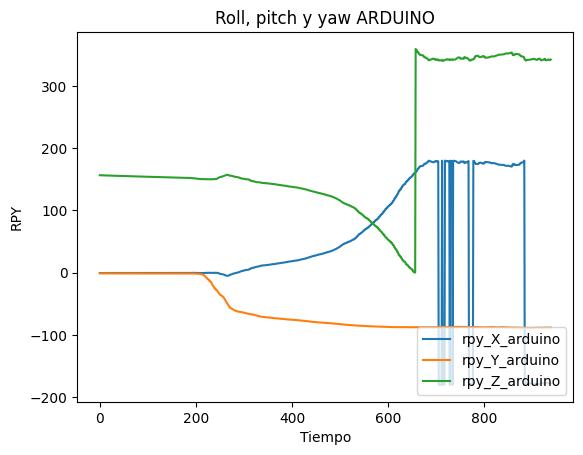 Roll, pitch y yaw ARDUINO
RPY
300
200
100
0
−100
−200
0
200
400
600
800
Tiempo
rpy_X_arduino
rpy_Y_arduino
rpy_Z_arduino